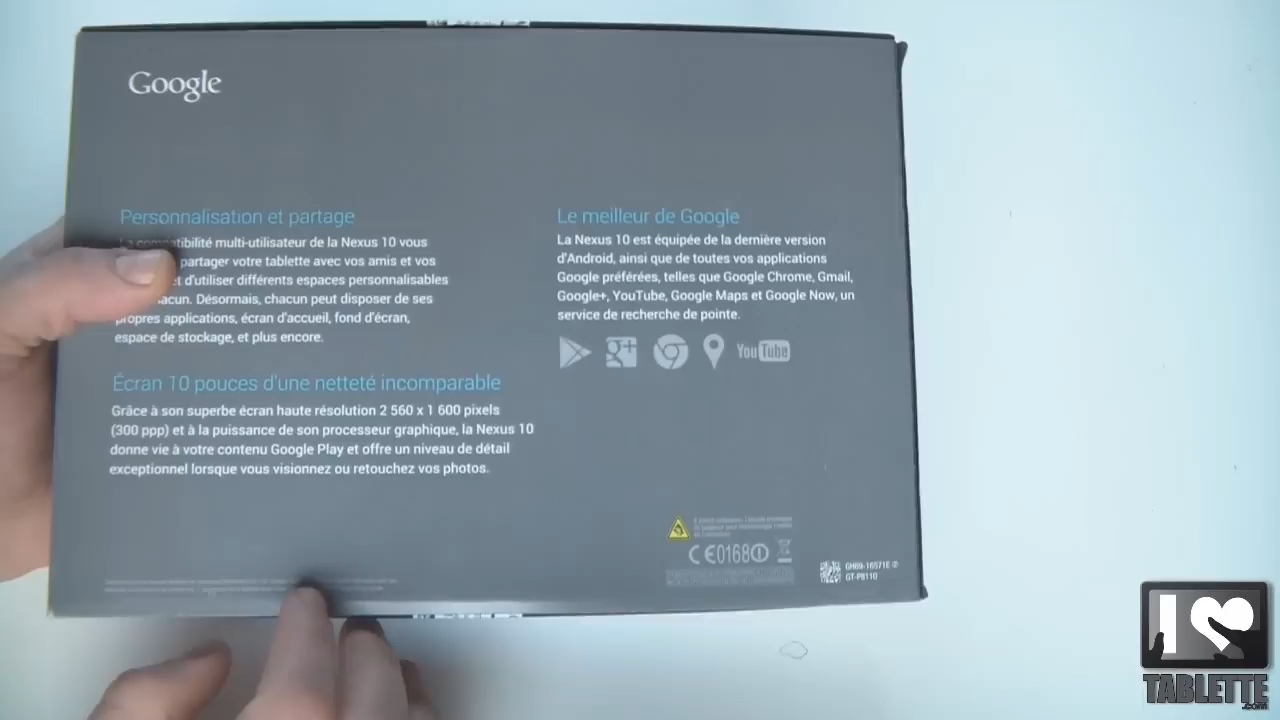 Google
Personnalisation et partage
La compatibilité multi-utilisateur de la Nexus 10 vous
partager votre tablette avec vos amis et vos
et d'utiliser différents espaces personnalisables
Désormais, chacun peut disposer de ses
propres applications, écran d'accueil, fond d'écran,
espace de stockage, et plus encore.
Écran 10 pouces d'une netteté incomparable
Grâce à son superbe écran haute résolution 2 560 x 1 600 pixels
(300 ppp) et à la puissance de son processeur graphique, la Nexus 10
donne vie à votre contenu Google Play et offre un niveau de détail
exceptionnel lorsque vous visionnez ou retouchez vos photos.
Le meilleur de Google
La Nexus 10 est équipée de la dernière version
d'Android, ainsi que de toutes vos applications
Google préférées, telles que Google Chrome, Gmail,
Google+, YouTube, Google Maps et Google Now, un
service de recherche de pointe.
g+
YouTube
CE0168
GH69-16571E
GT-P8110
I
TABLETTE
.com